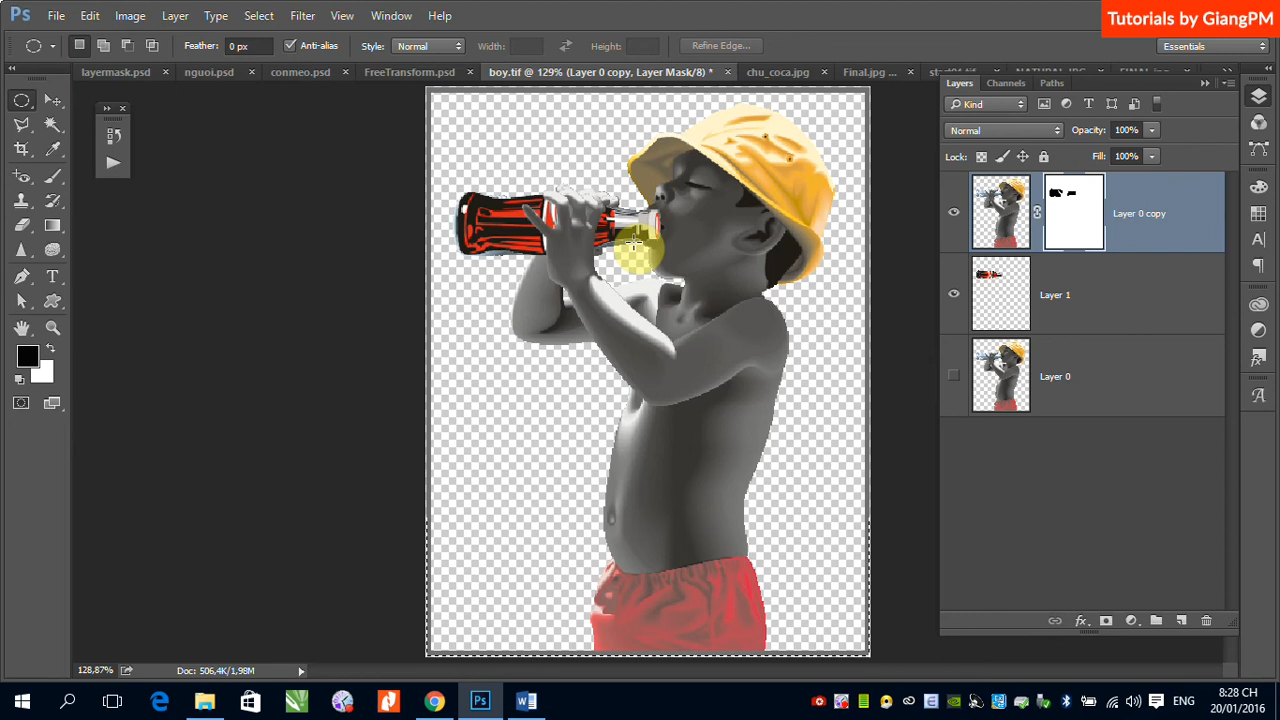 Ps File Edit Image Layer Type Select Filter View Window Help
Tutorials by GiangPM
Feather: 0 px Anti-alias Style: Normal Width: Height: Refine Edge...
Essentials
layermask.psd × nguoi.psd × conmeo.psd × FreeTransform.psd × boy.tif @ 129% (Layer 0 copy, Layer Mask/8) * × chu_coca.jpg × Final.jpg ... ×
Layers Channels Paths
Kind
Normal Opacity: 100%
Lock: Fill: 100%
Layer 0 copy
Layer 1
Layer 0
128,87% Doc: 506,4K/1,98M
ENG
8:28 CH
20/01/2016